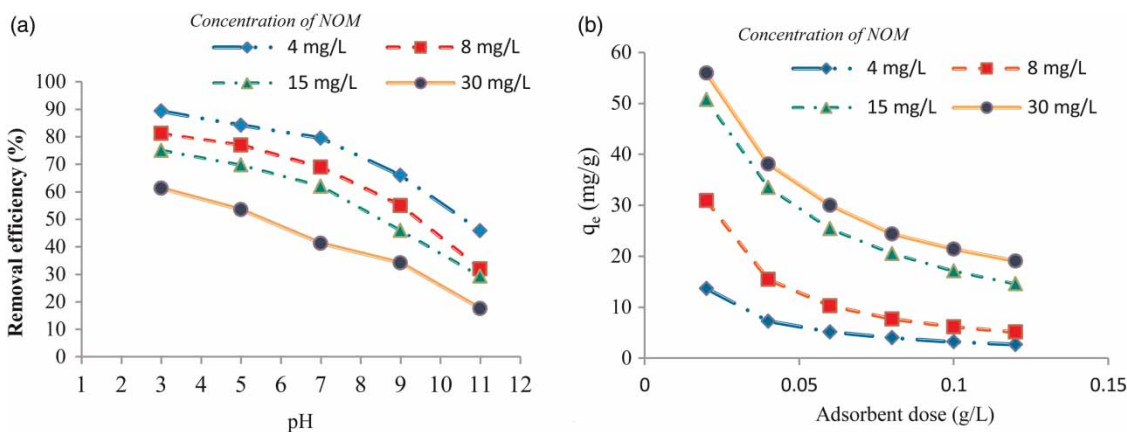 (a)
Concentration of NOM
4 mg/L
8 mg/L
15 mg/L
30 mg/L
Removal efficiency (%)
100
90
80
70
60
50
40
30
20
10
0
1 2 3 4 5 6 7 8 9 10 11 12
pH
(b)
Concentration of NOM
4 mg/L
8 mg/L
15 mg/L
30 mg/L
qe (mg/g)
60
50
40
30
20
10
0
0 0.05 0.1 0.15
Adsorbent dose (g/L)